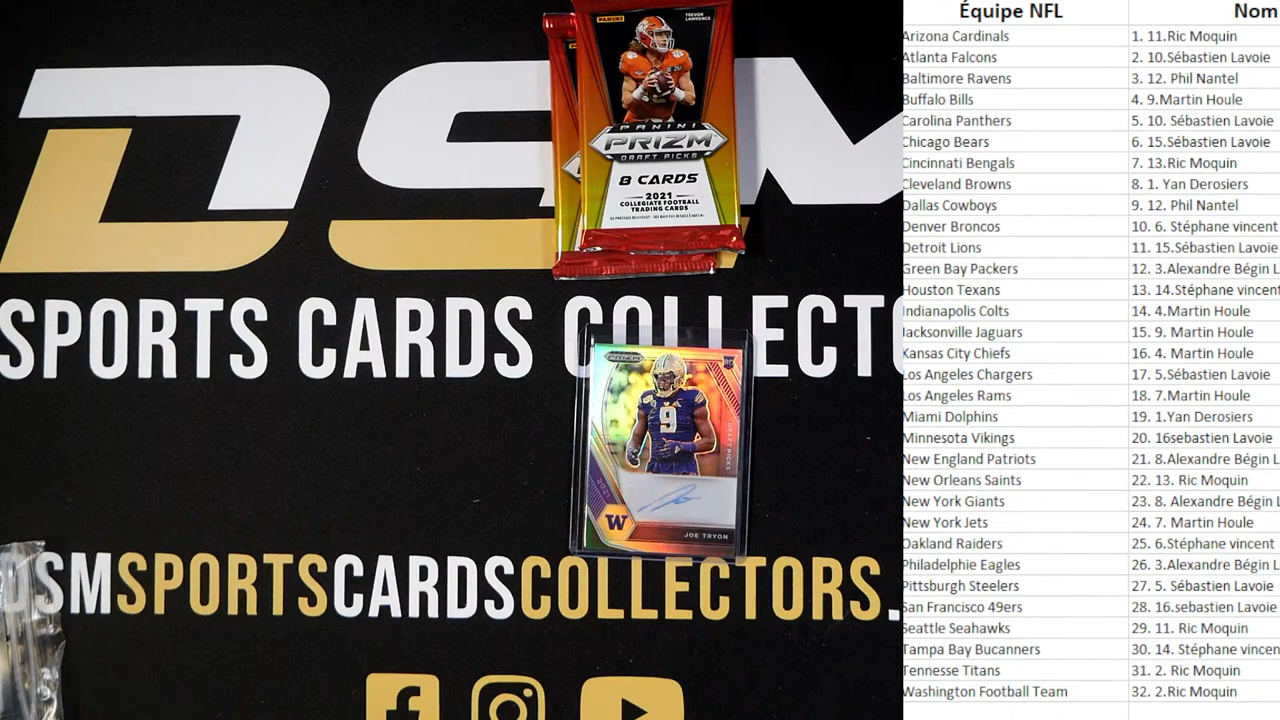 DSM
SPORTS CARDS COLLECTO
DSMSPORTSCARDSCOLLECTORS.
PANINI
TREVOR
LAWRENCE
PANINI
PRIZM
DRAFT PICKS
8 CARDS
2021
COLLEGIATE FOOTBALL
TRADING CARDS
PRIZM
RC
DRAFT PICKS
9
2021
W
JOE TRYON
Équipe NFL Nom
Arizona Cardinals 1. 11.Ric Moquin
Atlanta Falcons 2. 10.Sébastien Lavoie
Baltimore Ravens 3. 12. Phil Nantel
Buffalo Bills 4. 9.Martin Houle
Carolina Panthers 5. 10. Sébastien Lavoie
Chicago Bears 6. 15.Sébastien Lavoie
Cincinnati Bengals 7. 13.Ric Moquin
Cleveland Browns 8. 1. Yan Derosiers
Dallas Cowboys 9. 12. Phil Nantel
Denver Broncos 10. 6. Stéphane vincent
Detroit Lions 11. 15.Sébastien Lavoie
Green Bay Packers 12. 3.Alexandre Bégin L
Houston Texans 13. 14.Stéphane vincent
Indianapolis Colts 14. 4.Martin Houle
Jacksonville Jaguars 15. 9. Martin Houle
Kansas City Chiefs 16. 4. Martin Houle
Los Angeles Chargers 17. 5.Sébastien Lavoie
Los Angeles Rams 18. 7.Martin Houle
Miami Dolphins 19. 1.Yan Derosiers
Minnesota Vikings 20. 16sebastien Lavoie
New England Patriots 21. 8.Alexandre Bégin L
New Orleans Saints 22. 13. Ric Moquin
New York Giants 23. 8. Alexandre Bégin L
New York Jets 24. 7. Martin Houle
Oakland Raiders 25. 6.Stéphane vincent
Philadelphie Eagles 26. 3.Alexandre Bégin L
Pittsburgh Steelers 27. 5. Sébastien Lavoie
San Francisco 49ers 28. 16.sebastien Lavoie
Seattle Seahawks 29. 11. Ric Moquin
Tampa Bay Bucanners 30. 14. Stéphane vincen
Tennesse Titans 31. 2. Ric Moquin
Washington Football Team 32. 2.Ric Moquin